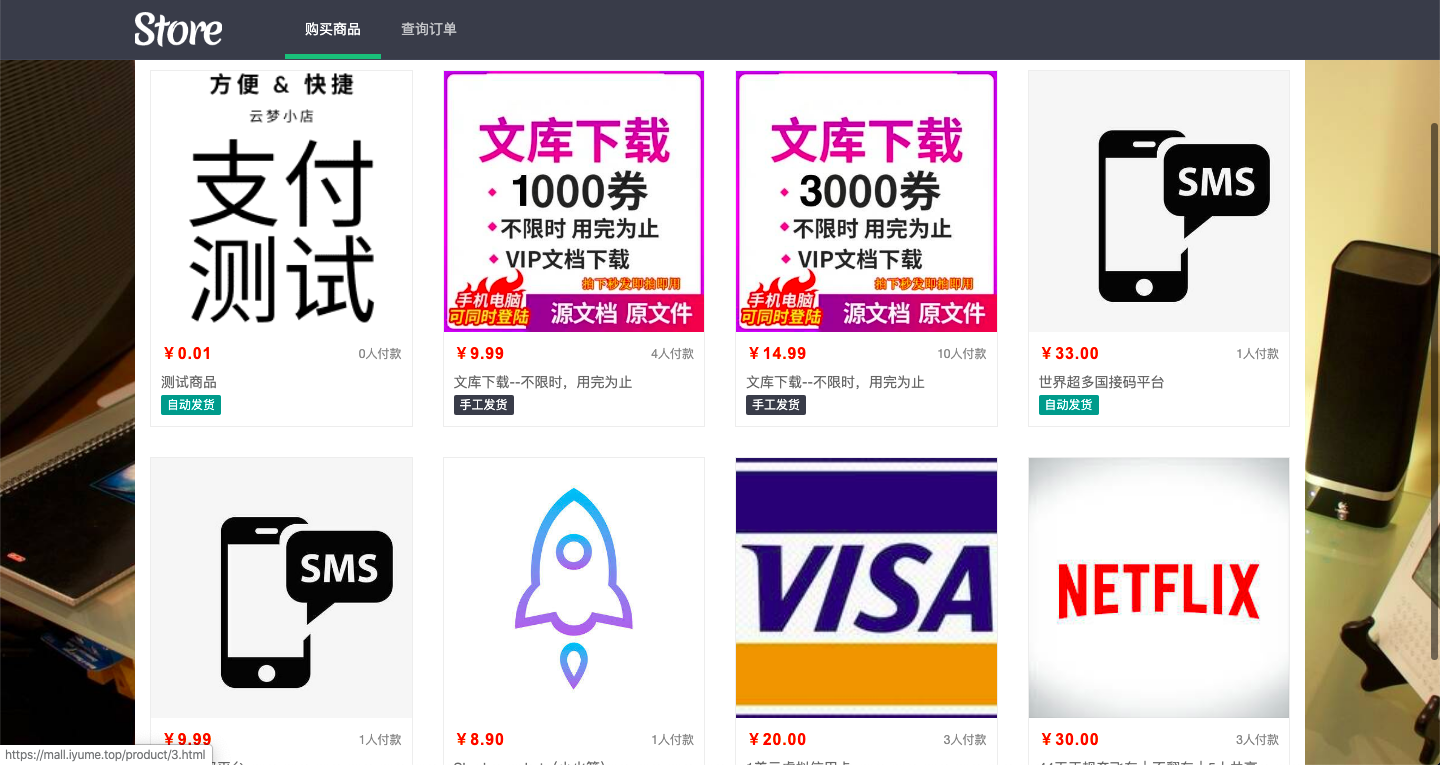 Store
购买商品
查询订单
方便 & 快捷
云梦小店
支付
测试
￥0.01
0人付款
测试商品
自动发货
文库下载
1000券
不限时 用完为止
VIP文档下载
拍下秒发即拍即用
手机电脑
可同时登陆
源文档 原文件
￥9.99
4人付款
文库下载--不限时，用完为止
手工发货
文库下载
3000券
不限时 用完为止
VIP文档下载
拍下秒发即拍即用
手机电脑
可同时登陆
源文档 原文件
￥14.99
10人付款
文库下载--不限时，用完为止
手工发货
SMS
￥33.00
1人付款
世界超多国接码平台
自动发货
SMS
￥9.99
1人付款
￥8.90
1人付款
VISA
￥20.00
3人付款
NETFLIX
￥30.00
3人付款
https://mall.iyume.top/product/3.html